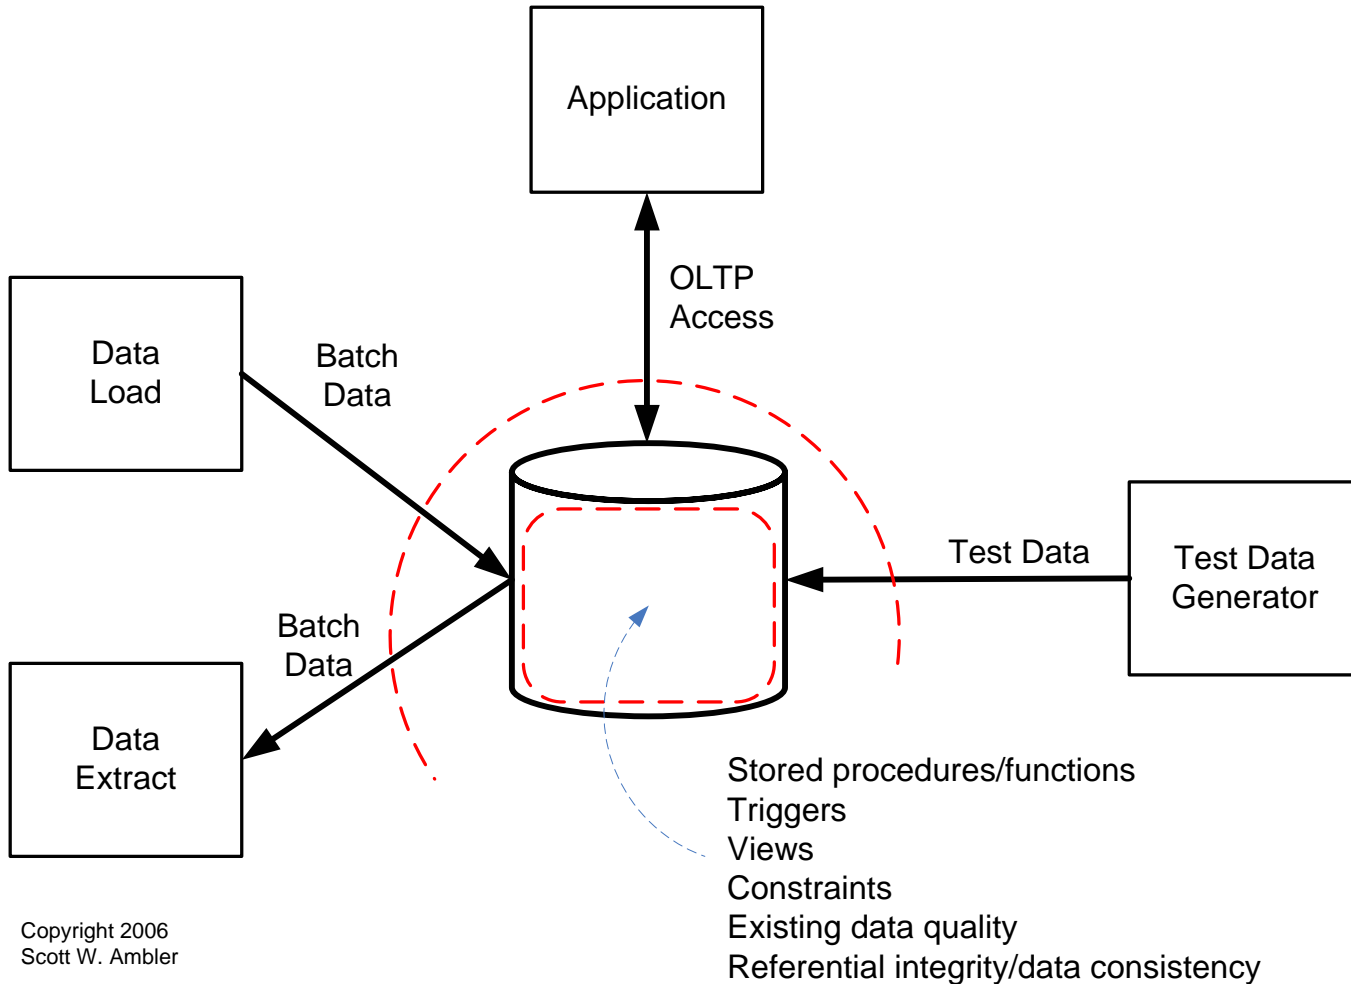 Application
OLTP
Access
Data
Load
Batch
Data
Test Data
Test Data
Generator
Batch
Data
Data
Extract
Stored procedures/functions
Triggers
Views
Constraints
Existing data quality
Referential integrity/data consistency
Copyright 2006
Scott W. Ambler